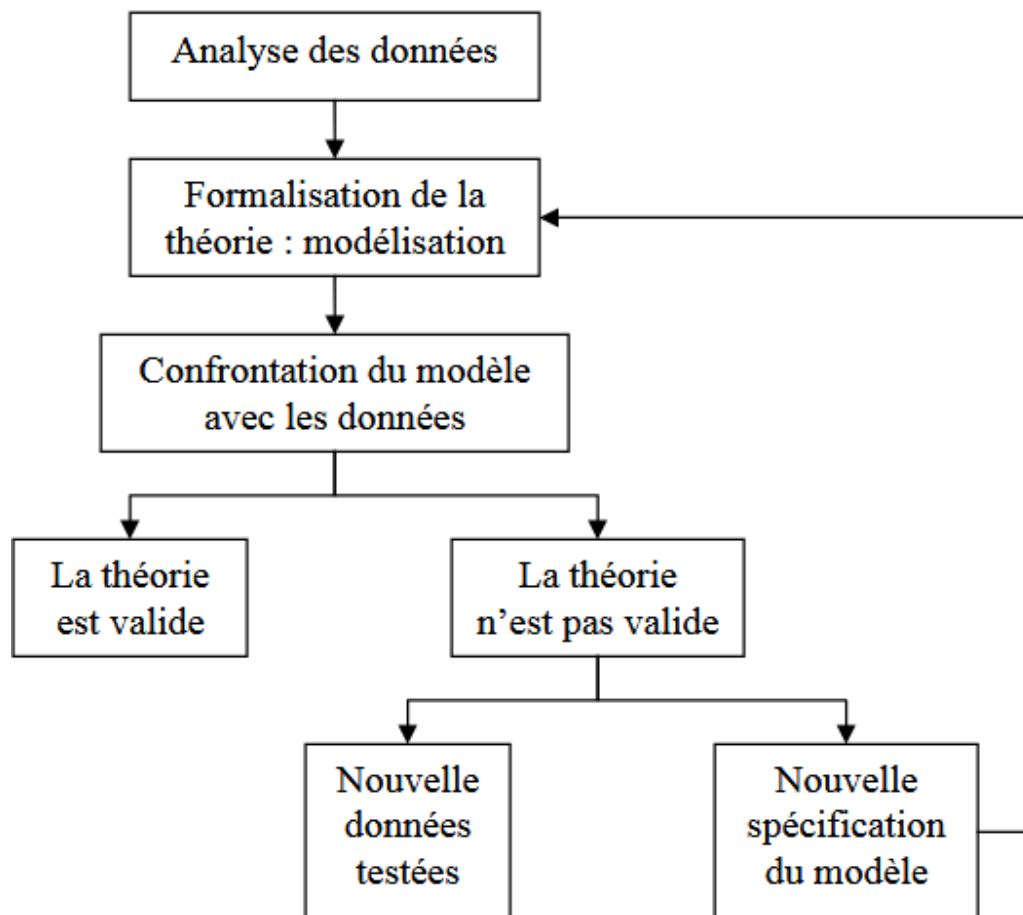 Analyse des données
Formalisation de la
théorie : modélisation
Confrontation du modèle
avec les données
La théorie
est valide
La théorie
n’est pas valide
Nouvelle
données
testées
Nouvelle
spécification
du modèle